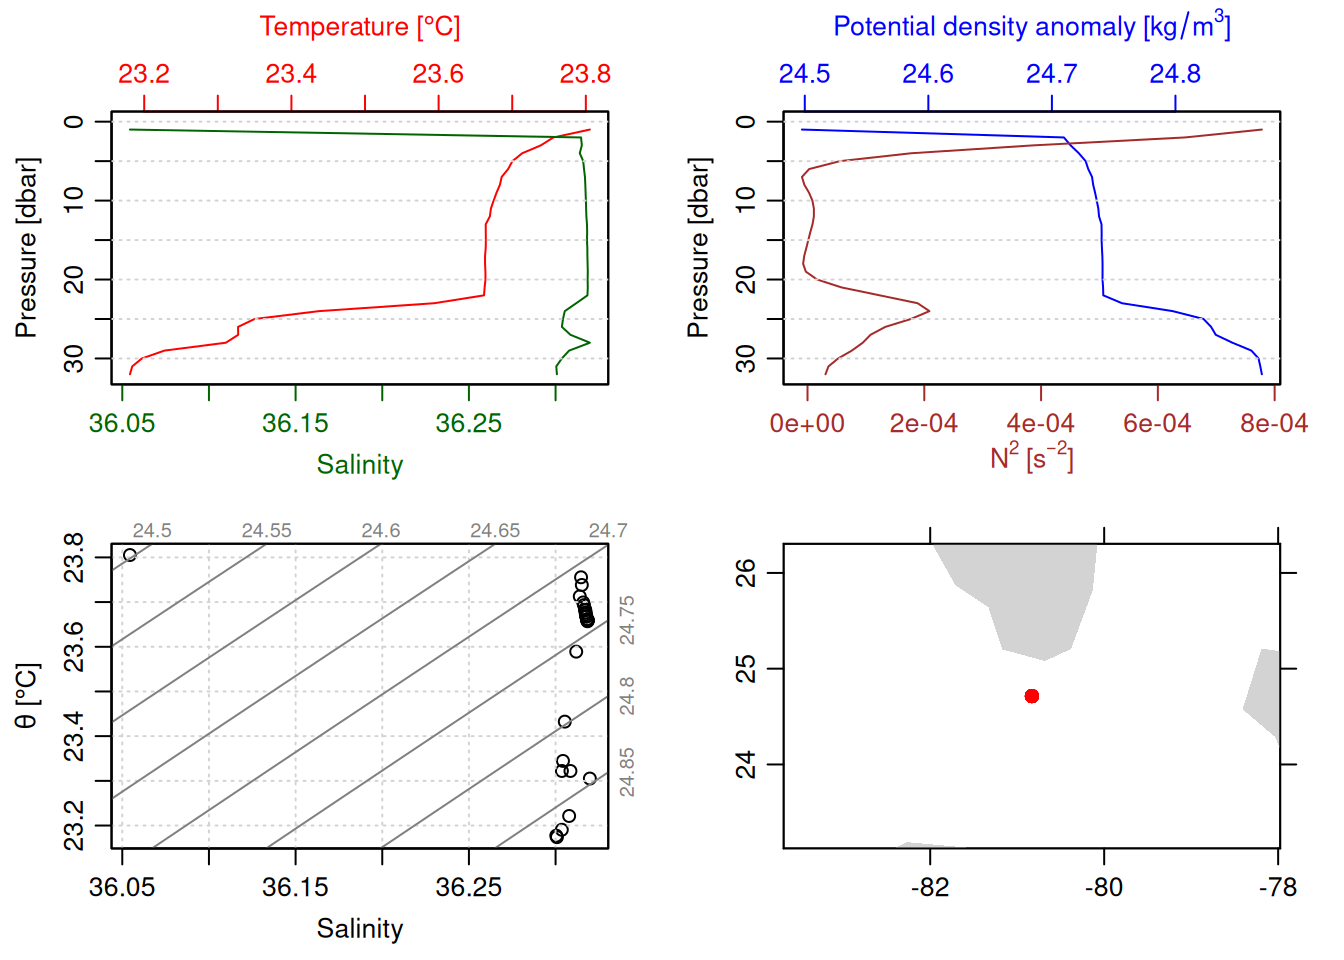 Temperature [°C]
23.2 23.4 23.6 23.8
Pressure [dbar]
0 10 20 30
36.05 36.15 36.25
Salinity
Potential density anomaly [kg/m³]
24.5 24.6 24.7 24.8
Pressure [dbar]
0 10 20 30
0e+00 2e-04 4e-04 6e-04 8e-04
N² [s⁻²]
24.5 24.55 24.6 24.65 24.7
24.75
24.8
24.85
θ [°C]
23.8 23.6 23.4 23.2
36.05 36.15 36.25
Salinity
26 25 24
-82 -80 -78